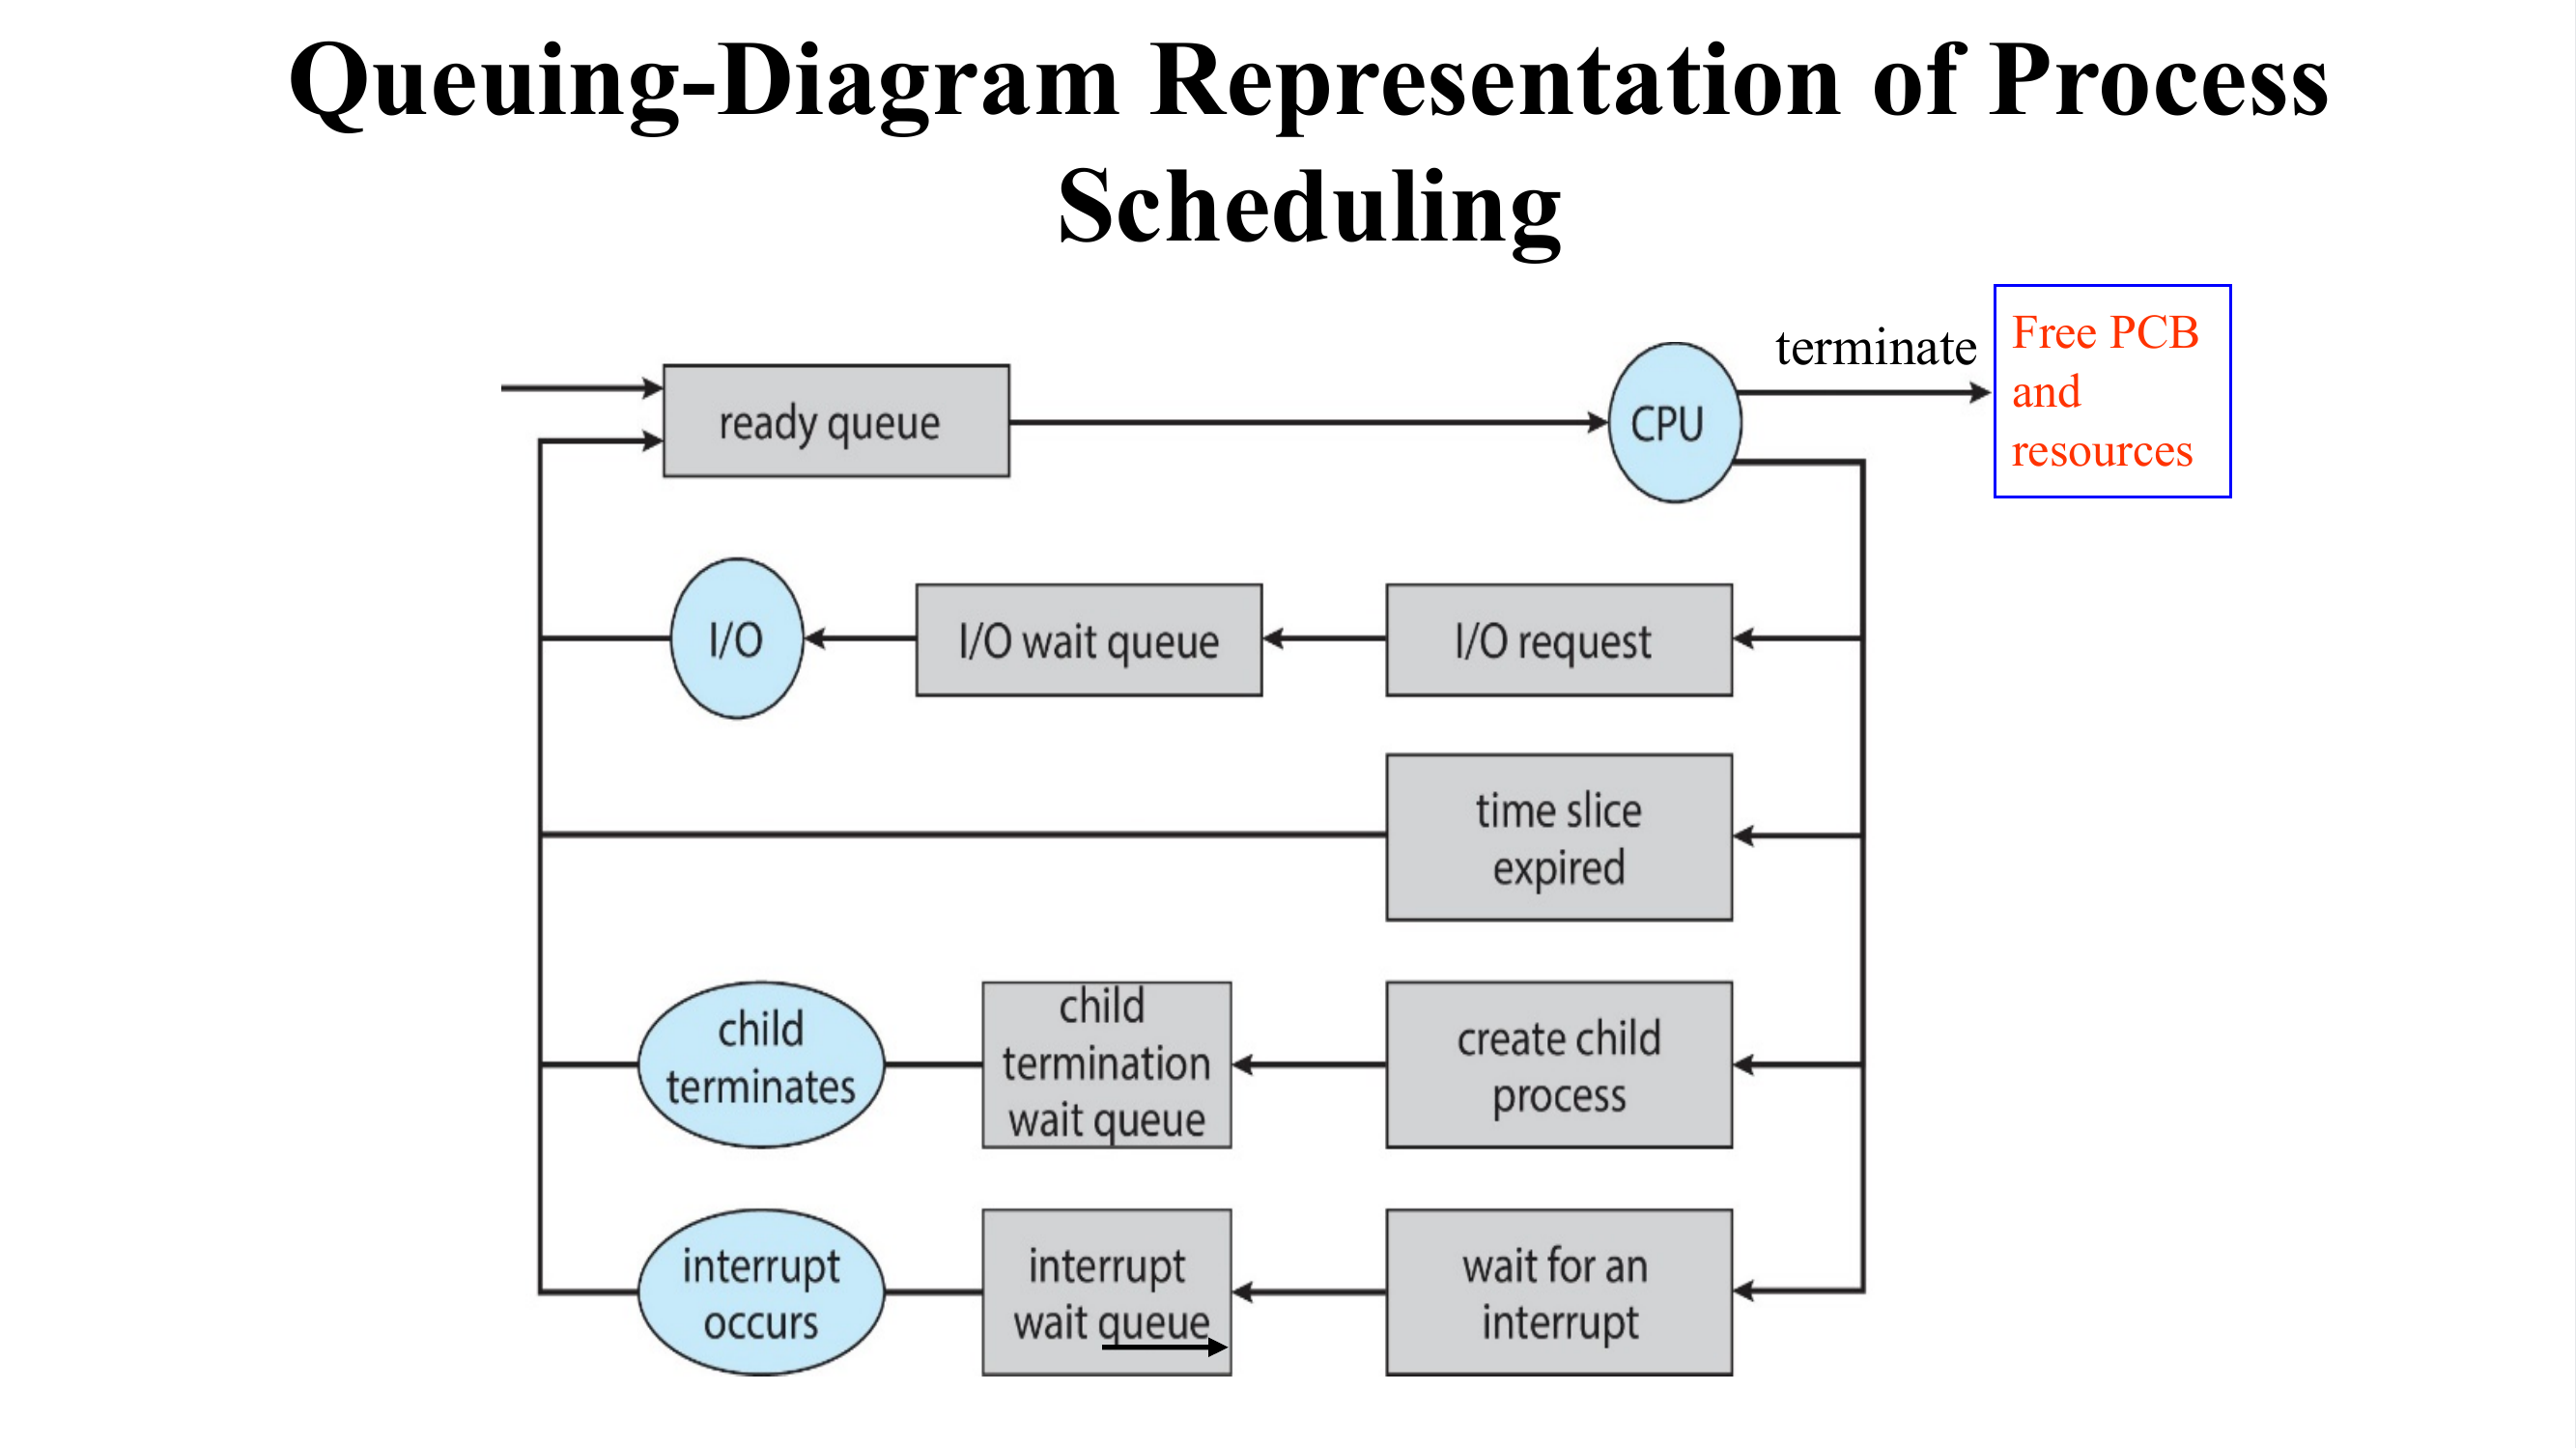 Queuing-Diagram Representation of Process
Scheduling
terminate
Free PCB
and
resources
ready queue
CPU
I/O
I/O wait queue
I/O request
time slice
expired
child
terminates
child
termination
wait queue
create child
process
interrupt
occurs
interrupt
wait queue
wait for an
interrupt